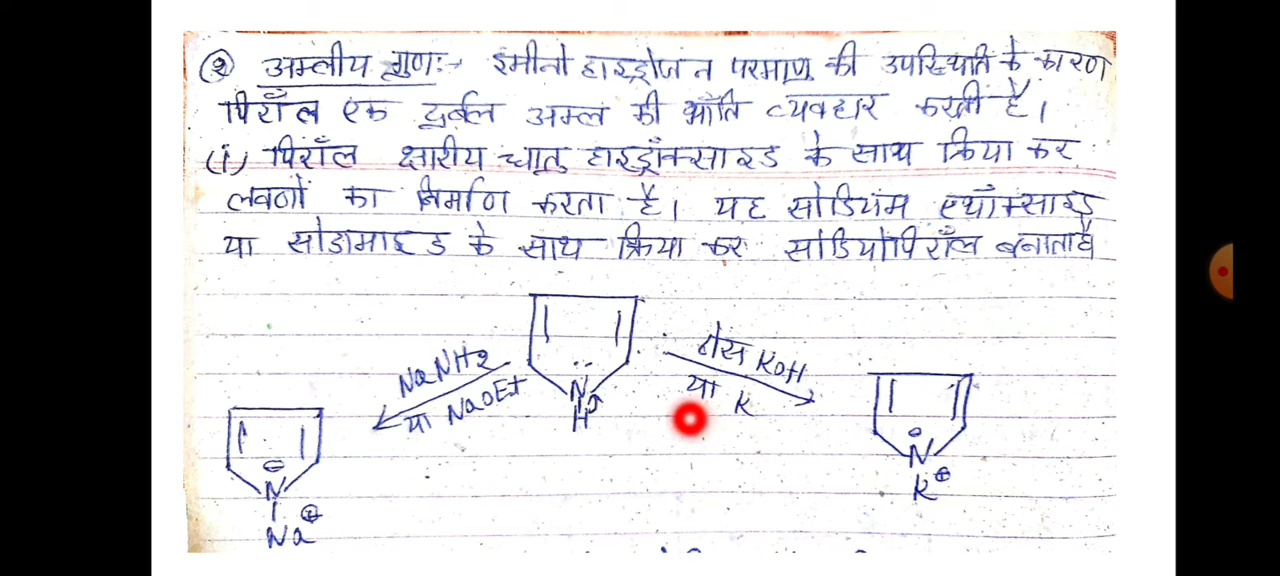 २ अम्लीय गुणः- इमीनो हाइड्रोजन परमाणु की उपस्थिति के कारण
पिरॉल एक दुर्बल अम्ल की भाँति व्यवहार करती है।
(i) पिरॉल क्षारीय धातु हाइड्रॉक्साइड के साथ क्रिया कर
लवणों का निर्माण करता है। यह सोडियम एथॉक्साइड
या सोडामाइड के साथ क्रिया कर सोडियोपिरॉल बनाता है
NaNH2
या NaOEt
N
H
ठोस KOH
या K
⊖
N
Na⊕
⊖
N
K⊕